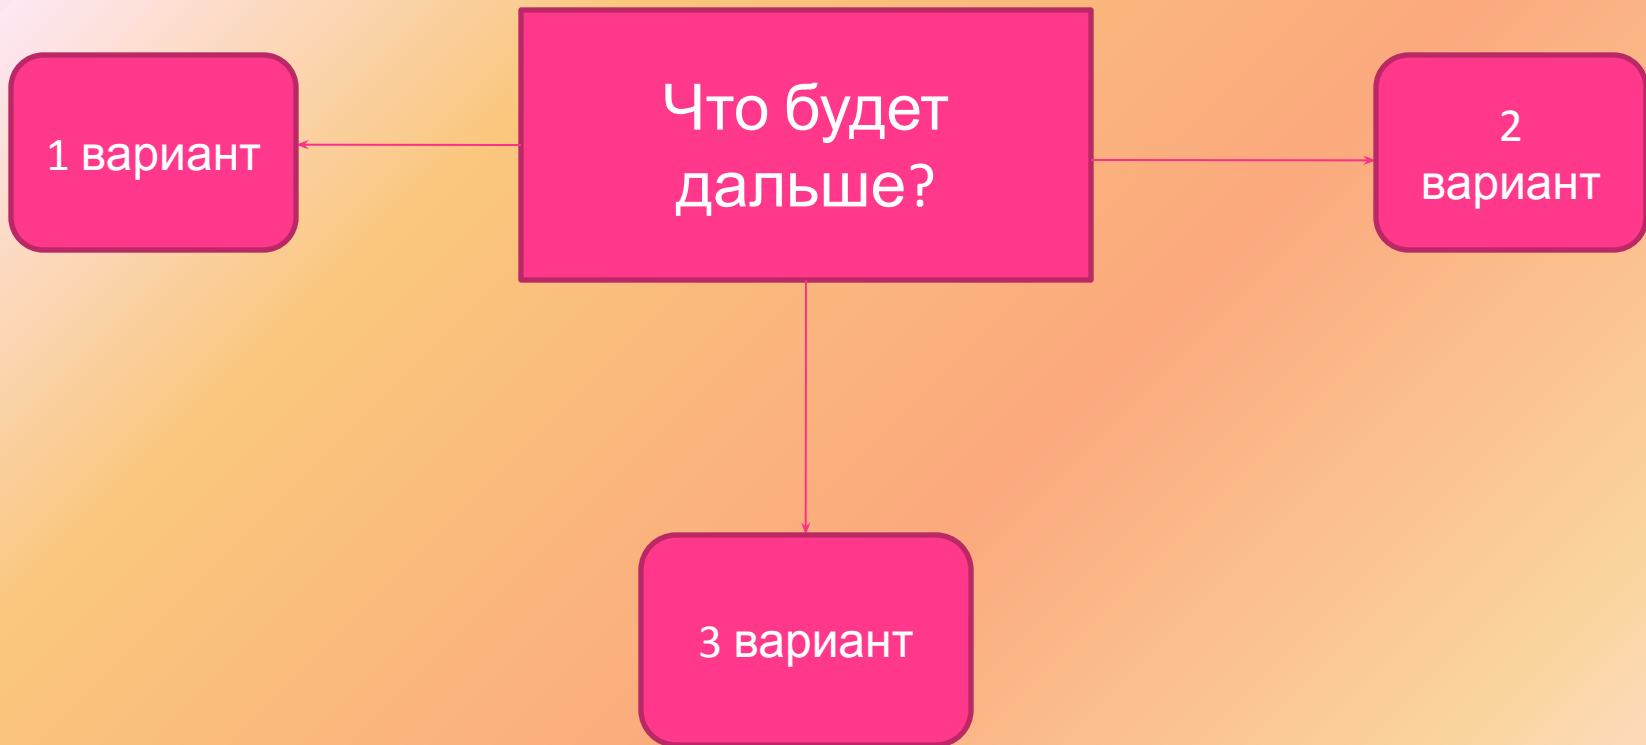 Что будет
дальше?
1 вариант
2
вариант
3 вариант